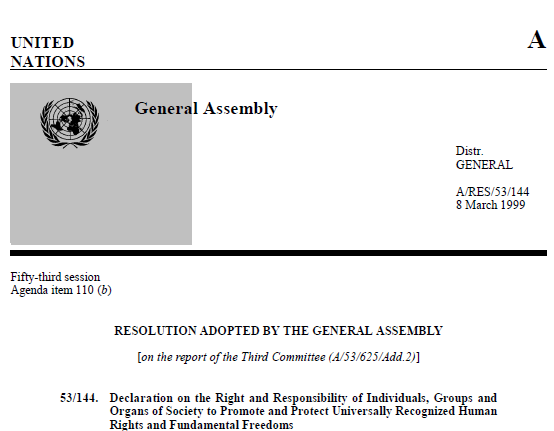 UNITED
NATIONS
A
General Assembly
Distr.
GENERAL
A/RES/53/144
8 March 1999
Fifty-third session
Agenda item 110 (b)
RESOLUTION ADOPTED BY THE GENERAL ASSEMBLY
[on the report of the Third Committee (A/53/625/Add.2)]
53/144. Declaration on the Right and Responsibility of Individuals, Groups and
Organs of Society to Promote and Protect Universally Recognized Human
Rights and Fundamental Freedoms